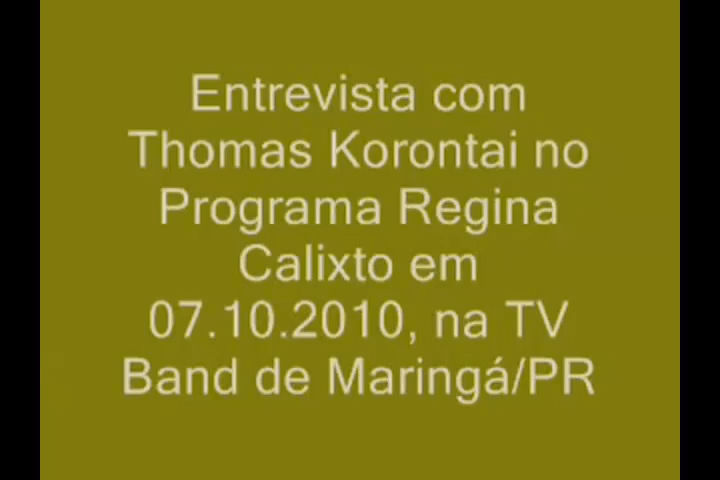 Entrevista com
Thomas Korontai no
Programa Regina
Calixto em
07.10.2010, na TV
Band de Maringá/PR